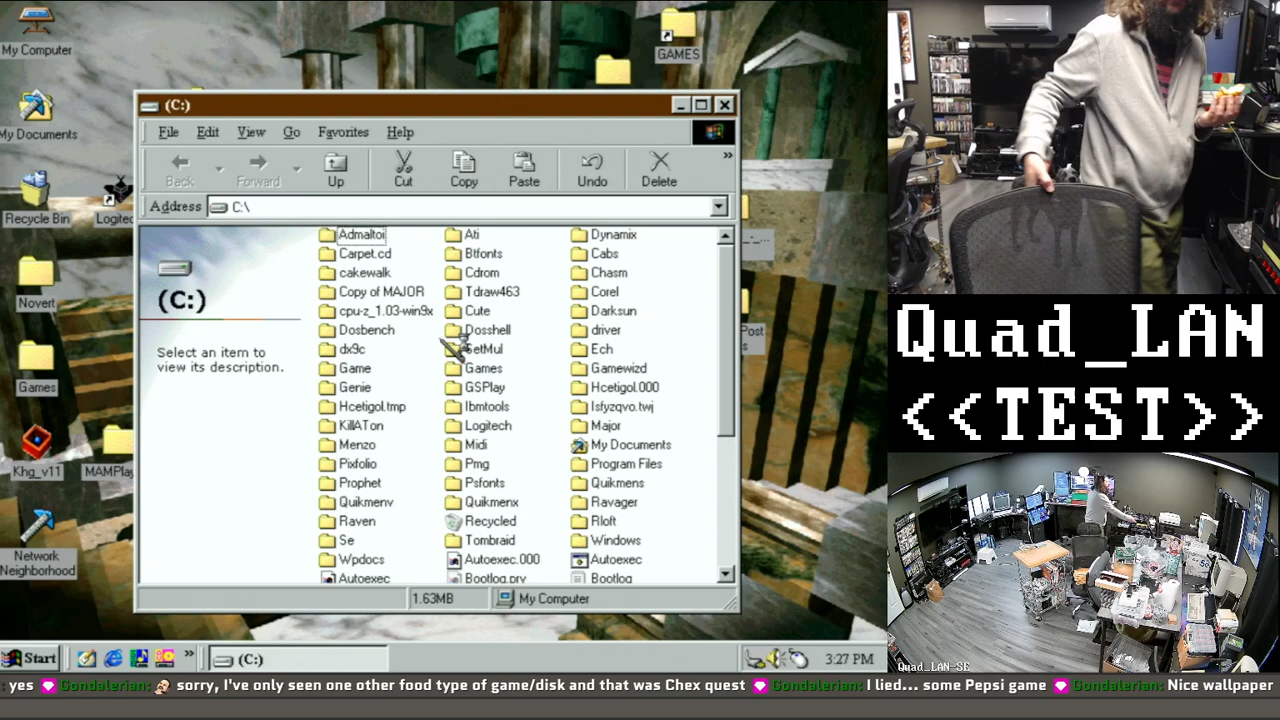 My Computer
My Documents
Recycle Bin
Logitec
Novert
Games
Khg_v11
MAMPlay
Network
Neighborhood
GAMES
Post
s
(C:)
File Edit View Go Favorites Help
Back Forward Up Cut Copy Paste Undo Delete
Address C:\
(C:)
Select an item to
view its description.
Admaltoi Ati Dynamix
Carpet.cd Btfonts Cabs
cakewalk Cdrom Chasm
Copy of MAJOR Tdraw463 Corel
cpu-z_1.03-win9x Cute Darksun
Dosbench Dosshell driver
dx9c GetMul Ech
Game Games Gamewizd
Genie GSPlay Hcetigol.000
Hcetigol.tmp Ibmtools Isfyzqvo.twj
KillATon Logitech Major
Menzo Midi My Documents
Pixfolio Pmg Program Files
Prophet Psfonts Quikmens
Quikmenv Quikmenx Ravager
Raven Recycled Rloft
Se Tombraid Windows
Wpdocs Autoexec.000 Autoexec
Autoexec Bootlog.prv Bootlog
1.63MB My Computer
Start (C:) 3:27 PM
Quad_LAN
<<TEST>>
Quad_LAN-SE
: yes Gondalerian: sorry, I've only seen one other food type of game/disk and that was Chex quest Gondalerian: I lied... some Pepsi game Gondalerian: Nice wallpaper